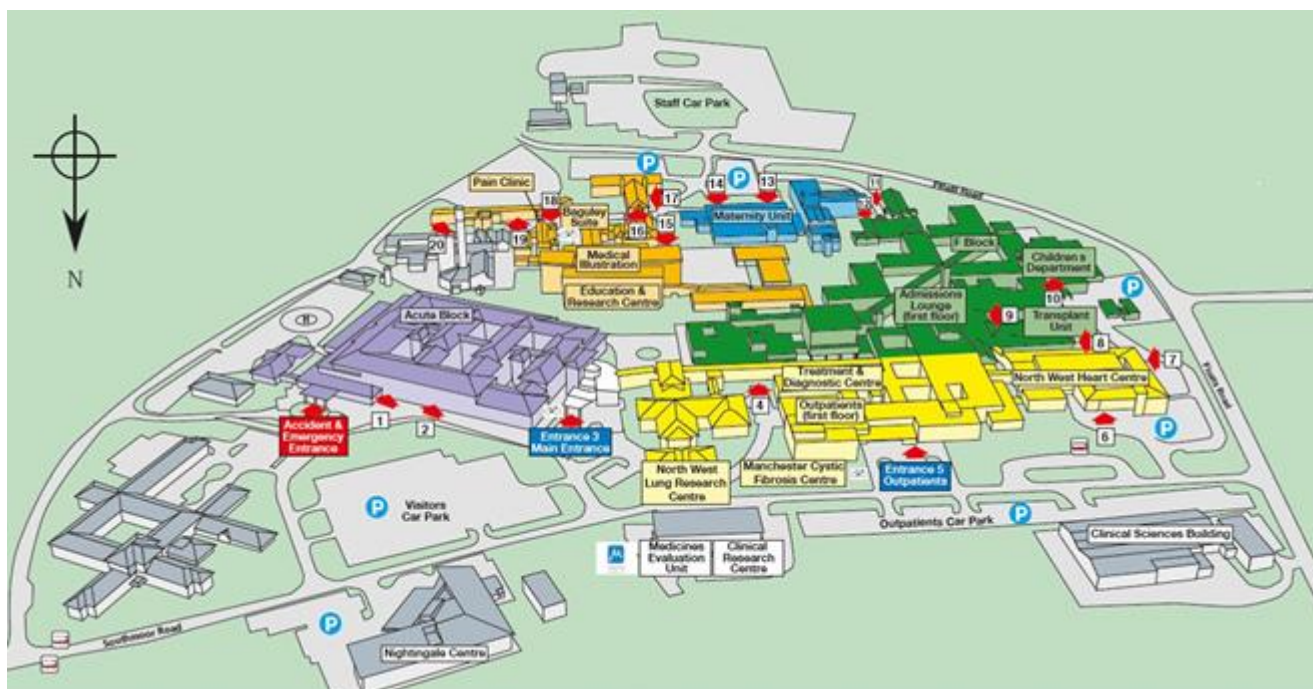 Staff Car Park
P
P
Pain Clinic
18
Baguley
Suite
17
14
13
11
Maternity Unit
16
15
19
20
Medical
Illustration
Education &
Research Centre
F Block
Children's
Department
P
10
Admissions
Lounge
(first floor)
9
Transplant
Unit
8
7
N
H
Acute Block
Treatment &
Diagnostic Centre
North West Heart Centre
Outpatients
(first floor)
4
6
P
1
2
Accident &
Emergency
Entrance
Entrance 3
Main Entrance
North West
Lung Research
Centre
Manchester Cystic
Fibrosis Centre
Entrance 5
Outpatients
P
Visitors
Car Park
Outpatients Car Park
P
Clinical Sciences Building
Medicines
Evaluation
Unit
Clinical
Research
Centre
P
Southmoor Road
Nightingale Centre
Road
Road